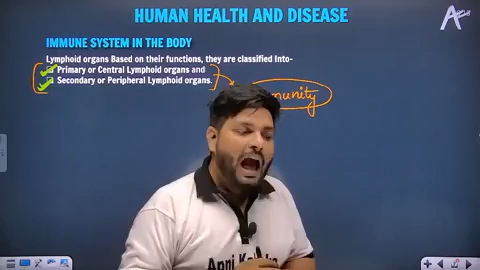 HUMAN HEALTH AND DISEASE
IMMUNE SYSTEM IN THE BODY
Lymphoid organs Based on their functions, they are classified Into-
Primary or Central Lymphoid organs and
Secondary or Peripheral Lymphoid organs.
Apni